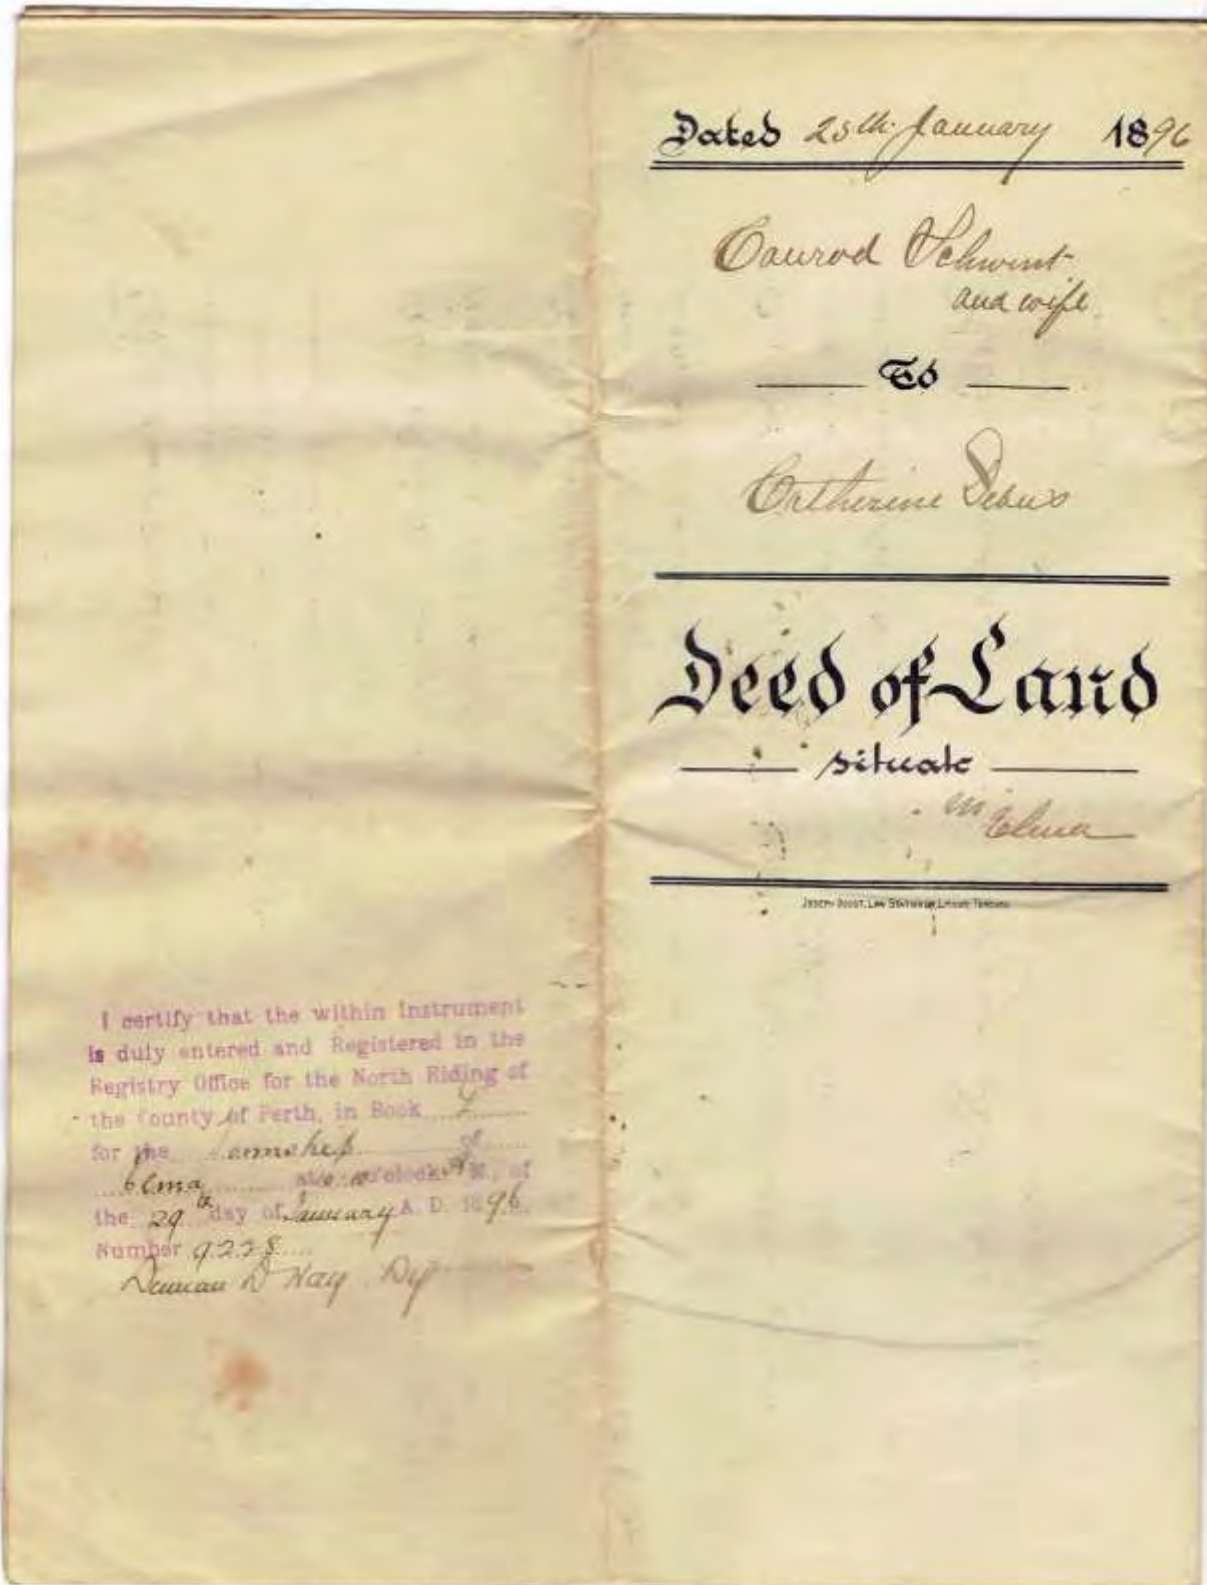 Dated 25th January 1896
Conrod Schwint
and wife
To
Catherine Debus
Deed of Land
situate
in Elma
I certify that the within Instrument
is duly entered and Registered in the
Registry Office for the North Riding of
the County of Perth, in Book
for the Township of
Elma at o'clock A M., of
the 29th day of January A. D. 1896
Number 9228
D Hay Dy